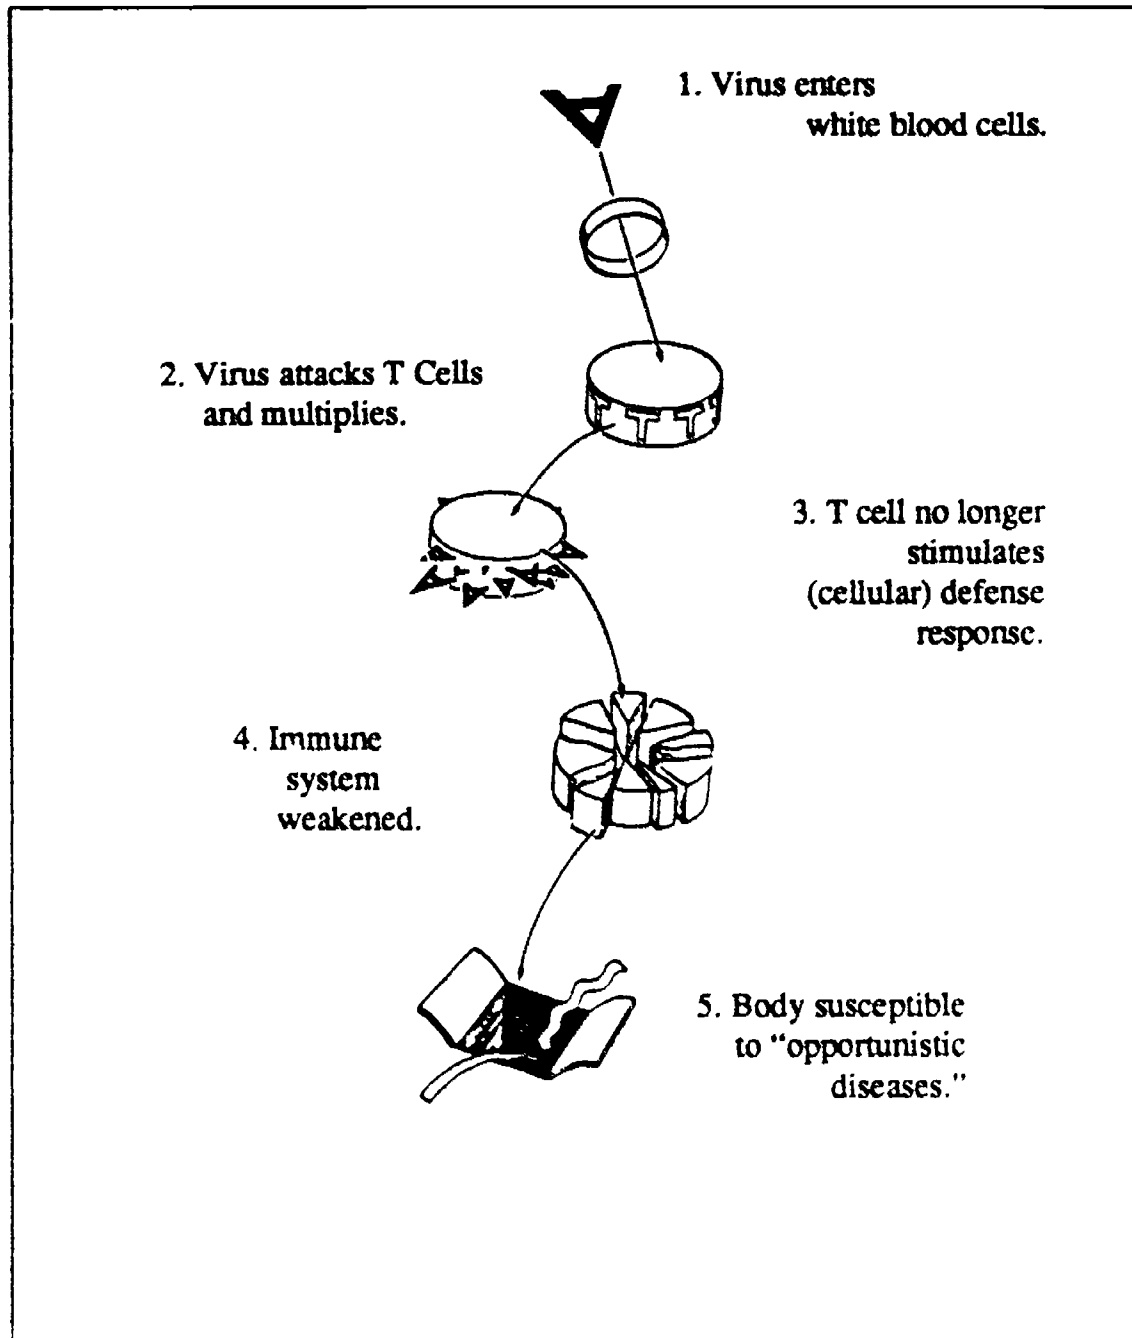 1. Virus enters
white blood cells.
2. Virus attacks T Cells
and multiplies.
3. T cell no longer
stimulates
(cellular) defense
response.
4. Immune
system
weakened.
5. Body susceptible
to “opportunistic
diseases.”